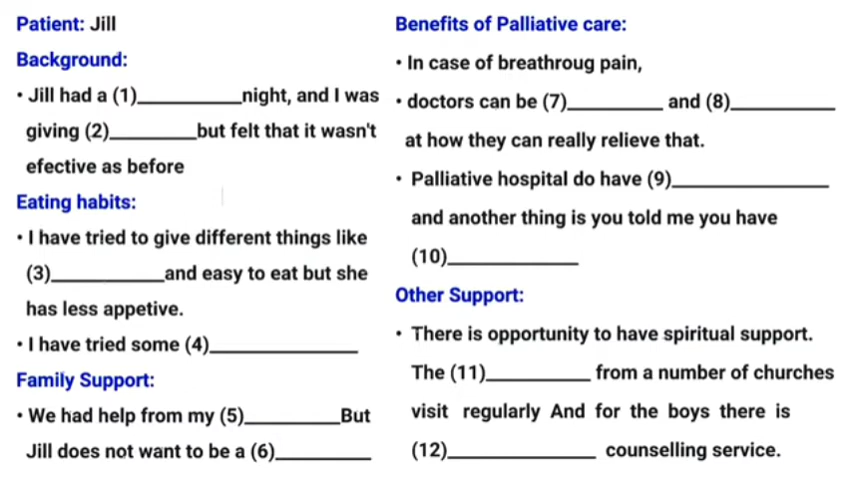 Patient: Jill
Background:
• Jill had a (1)__________night, and I was
giving (2)________but felt that it wasn't
efective as before
Eating habits:
• I have tried to give different things like
(3)___________and easy to eat but she
has less appetive.
• I have tried some (4)______________
Family Support:
• We had help from my (5)_________But
Jill does not want to be a (6)_________
Benefits of Palliative care:
• In case of breathroug pain,
• doctors can be (7)_________ and (8)__________
at how they can really relieve that.
• Palliative hospital do have (9)_______________
and another thing is you told me you have
(10)____________
Other Support:
• There is opportunity to have spiritual support.
The (11)__________ from a number of churches
visit regularly And for the boys there is
(12)______________ counselling service.